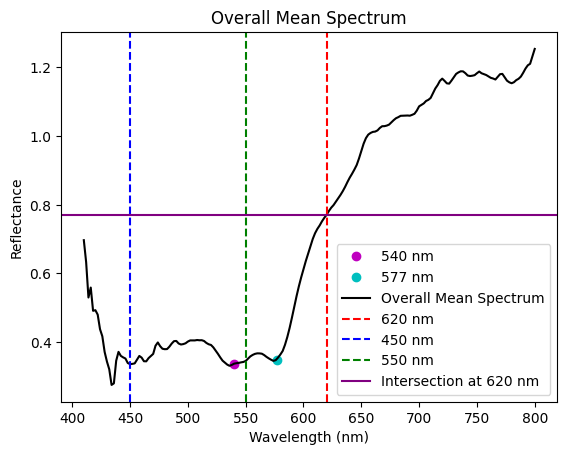 Overall Mean Spectrum
Reflectance
1.2
1.0
0.8
0.6
0.4
540 nm
577 nm
Overall Mean Spectrum
620 nm
450 nm
550 nm
Intersection at 620 nm
400 450 500 550 600 650 700 750 800
Wavelength (nm)